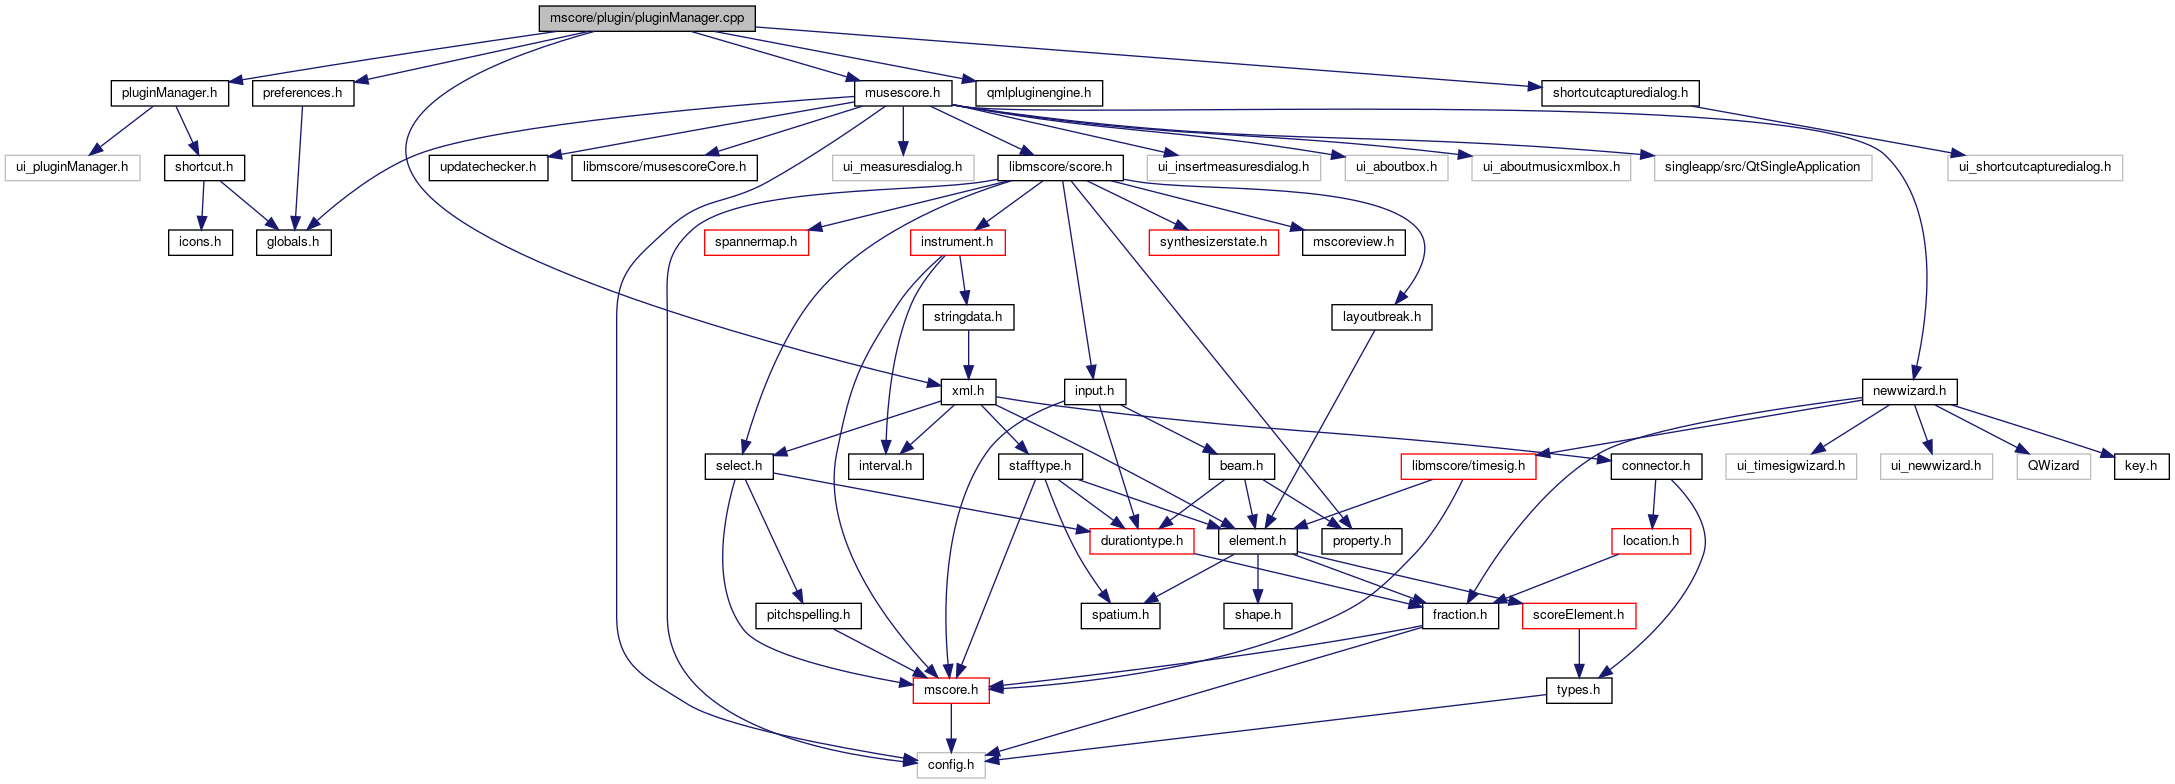 mscore/plugin/pluginManager.cpp
pluginManager.h
preferences.h
musescore.h
qmlpluginengine.h
shortcutcapturedialog.h
ui_pluginManager.h
shortcut.h
updatechecker.h
libmscore/musescoreCore.h
ui_measuresdialog.h
libmscore/score.h
ui_insertmeasuresdialog.h
ui_aboutbox.h
ui_aboutmusicxmlbox.h
singleapp/src/QtSingleApplication
ui_shortcutcapturedialog.h
icons.h
globals.h
spannermap.h
instrument.h
synthesizerstate.h
mscoreview.h
stringdata.h
layoutbreak.h
xml.h
input.h
newwizard.h
select.h
interval.h
stafftype.h
beam.h
libmscore/timesig.h
connector.h
ui_timesigwizard.h
ui_newwizard.h
QWizard
key.h
durationtype.h
element.h
property.h
location.h
pitchspelling.h
spatium.h
shape.h
fraction.h
scoreElement.h
mscore.h
types.h
config.h